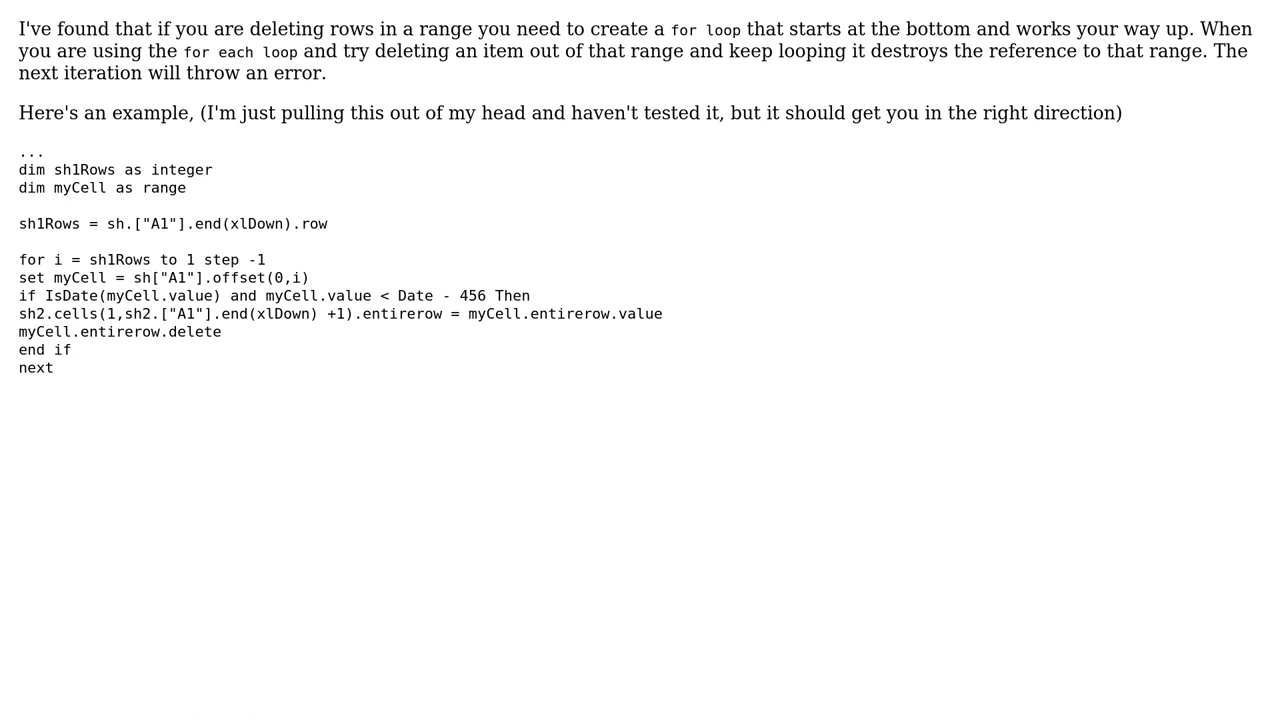 I've found that if you are deleting rows in a range you need to create a for loop that starts at the bottom and works your way up. When
you are using the for each loop and try deleting an item out of that range and keep looping it destroys the reference to that range. The
next iteration will throw an error.
Here's an example, (I'm just pulling this out of my head and haven't tested it, but it should get you in the right direction)
...
dim sh1Rows as integer
dim myCell as range
sh1Rows = sh.["A1"].end(xlDown).row
for i = sh1Rows to 1 step -1
set myCell = sh["A1"].offset(0,i)
if IsDate(myCell.value) and myCell.value < Date - 456 Then
sh2.cells(1,sh2.["A1"].end(xlDown) +1).entirerow = myCell.entirerow.value
myCell.entirerow.delete
end if
next